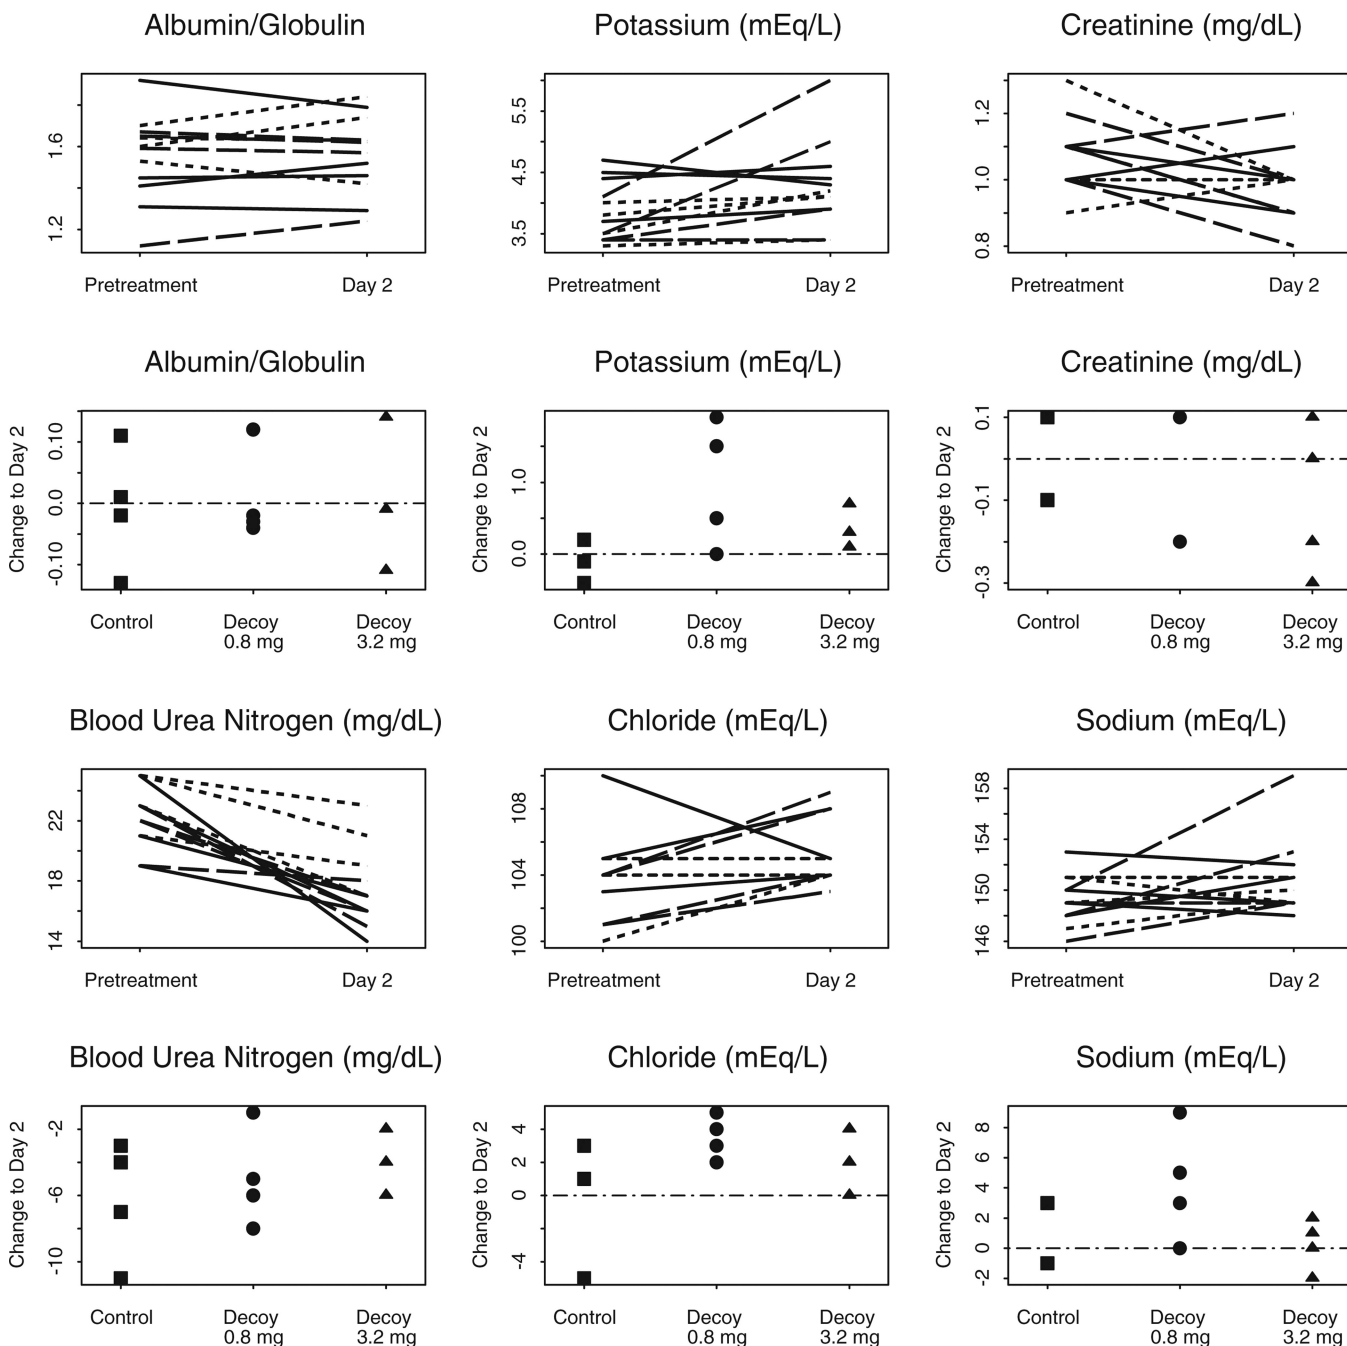 Albumin/Globulin
Potassium (mEq/L)
Creatinine (mg/dL)
1.6
1.2
5.5
4.5
3.5
1.2
1.0
0.8
Pretreatment
Day 2
Pretreatment
Day 2
Pretreatment
Day 2
Albumin/Globulin
Potassium (mEq/L)
Creatinine (mg/dL)
Change to Day 2
0.10
0.0
-0.10
Change to Day 2
1.0
0.0
Change to Day 2
0.1
-0.1
-0.3
Control
Decoy
0.8 mg
Decoy
3.2 mg
Control
Decoy
0.8 mg
Decoy
3.2 mg
Control
Decoy
0.8 mg
Decoy
3.2 mg
Blood Urea Nitrogen (mg/dL)
Chloride (mEq/L)
Sodium (mEq/L)
22
18
14
108
104
100
158
154
150
146
Pretreatment
Day 2
Pretreatment
Day 2
Pretreatment
Day 2
Blood Urea Nitrogen (mg/dL)
Chloride (mEq/L)
Sodium (mEq/L)
Change to Day 2
-2
-6
-10
Change to Day 2
4
2
0
-4
Change to Day 2
8
6
4
2
0
-2
Control
Decoy
0.8 mg
Decoy
3.2 mg
Control
Decoy
0.8 mg
Decoy
3.2 mg
Control
Decoy
0.8 mg
Decoy
3.2 mg